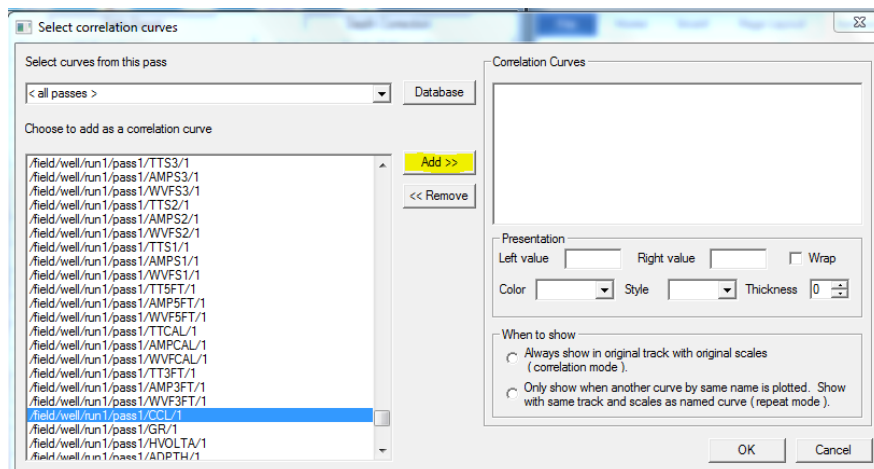 Select correlation curves
Select curves from this pass
< all passes >
Database
Choose to add as a correlation curve
/field/well/run1/pass1/TTS3/1
/field/well/run1/pass1/AMPS3/1
/field/well/run1/pass1/WVFS3/1
/field/well/run1/pass1/TTS2/1
/field/well/run1/pass1/AMPS2/1
/field/well/run1/pass1/WVFS2/1
/field/well/run1/pass1/TTS1/1
/field/well/run1/pass1/AMPS1/1
/field/well/run1/pass1/WVFS1/1
/field/well/run1/pass1/TT5FT/1
/field/well/run1/pass1/AMP5FT/1
/field/well/run1/pass1/WVF5FT/1
/field/well/run1/pass1/TTCAL/1
/field/well/run1/pass1/AMPCAL/1
/field/well/run1/pass1/WVFCAL/1
/field/well/run1/pass1/TT3FT/1
/field/well/run1/pass1/AMP3FT/1
/field/well/run1/pass1/WVF3FT/1
/field/well/run1/pass1/CCL/1
/field/well/run1/pass1/GR/1
/field/well/run1/pass1/HVOLTA/1
/field/well/run1/pass1/ADPTH/1
Add >>
<< Remove
Correlation Curves
Presentation
Left value Right value Wrap
Color Style Thickness 0
When to show
Always show in original track with original scales
( correlation mode ).
Only show when another curve by same name is plotted. Show
with same track and scales as named curve ( repeat mode ).
OK Cancel